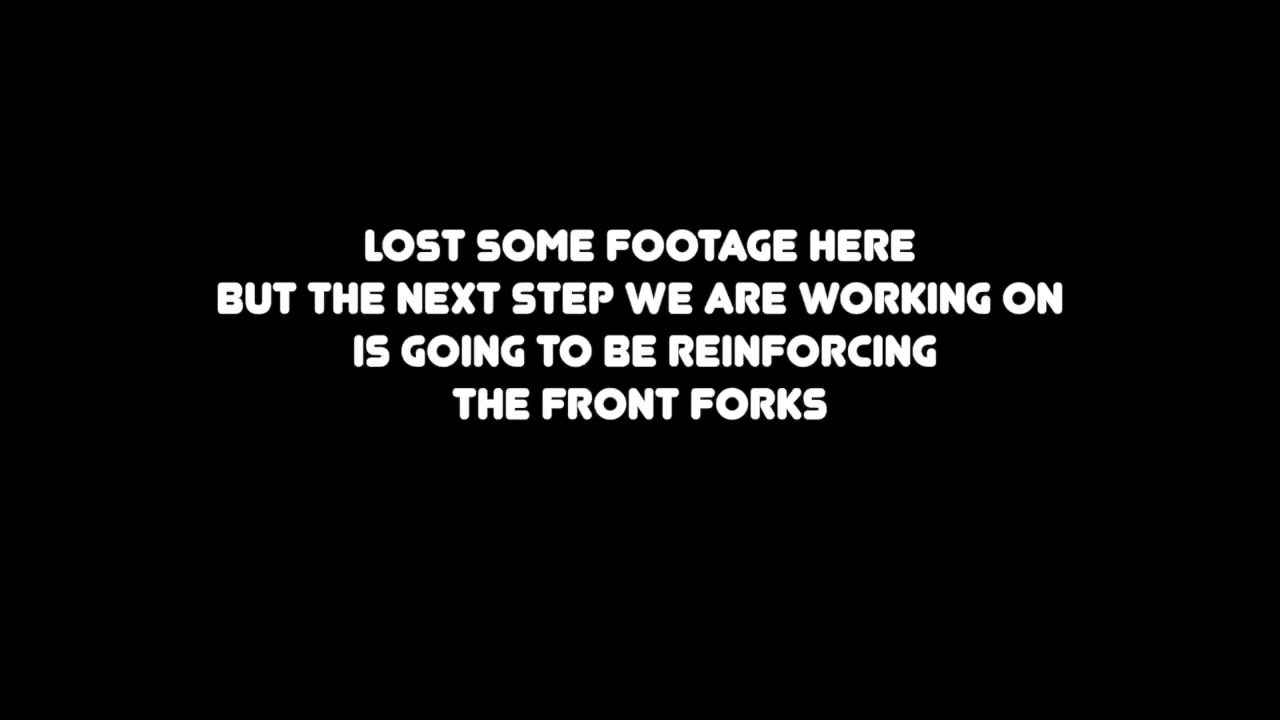 LOST SOME FOOTAGE HERE
BUT THE NEXT STEP WE ARE WORKING ON
IS GOING TO BE REINFORCING
THE FRONT FORKS